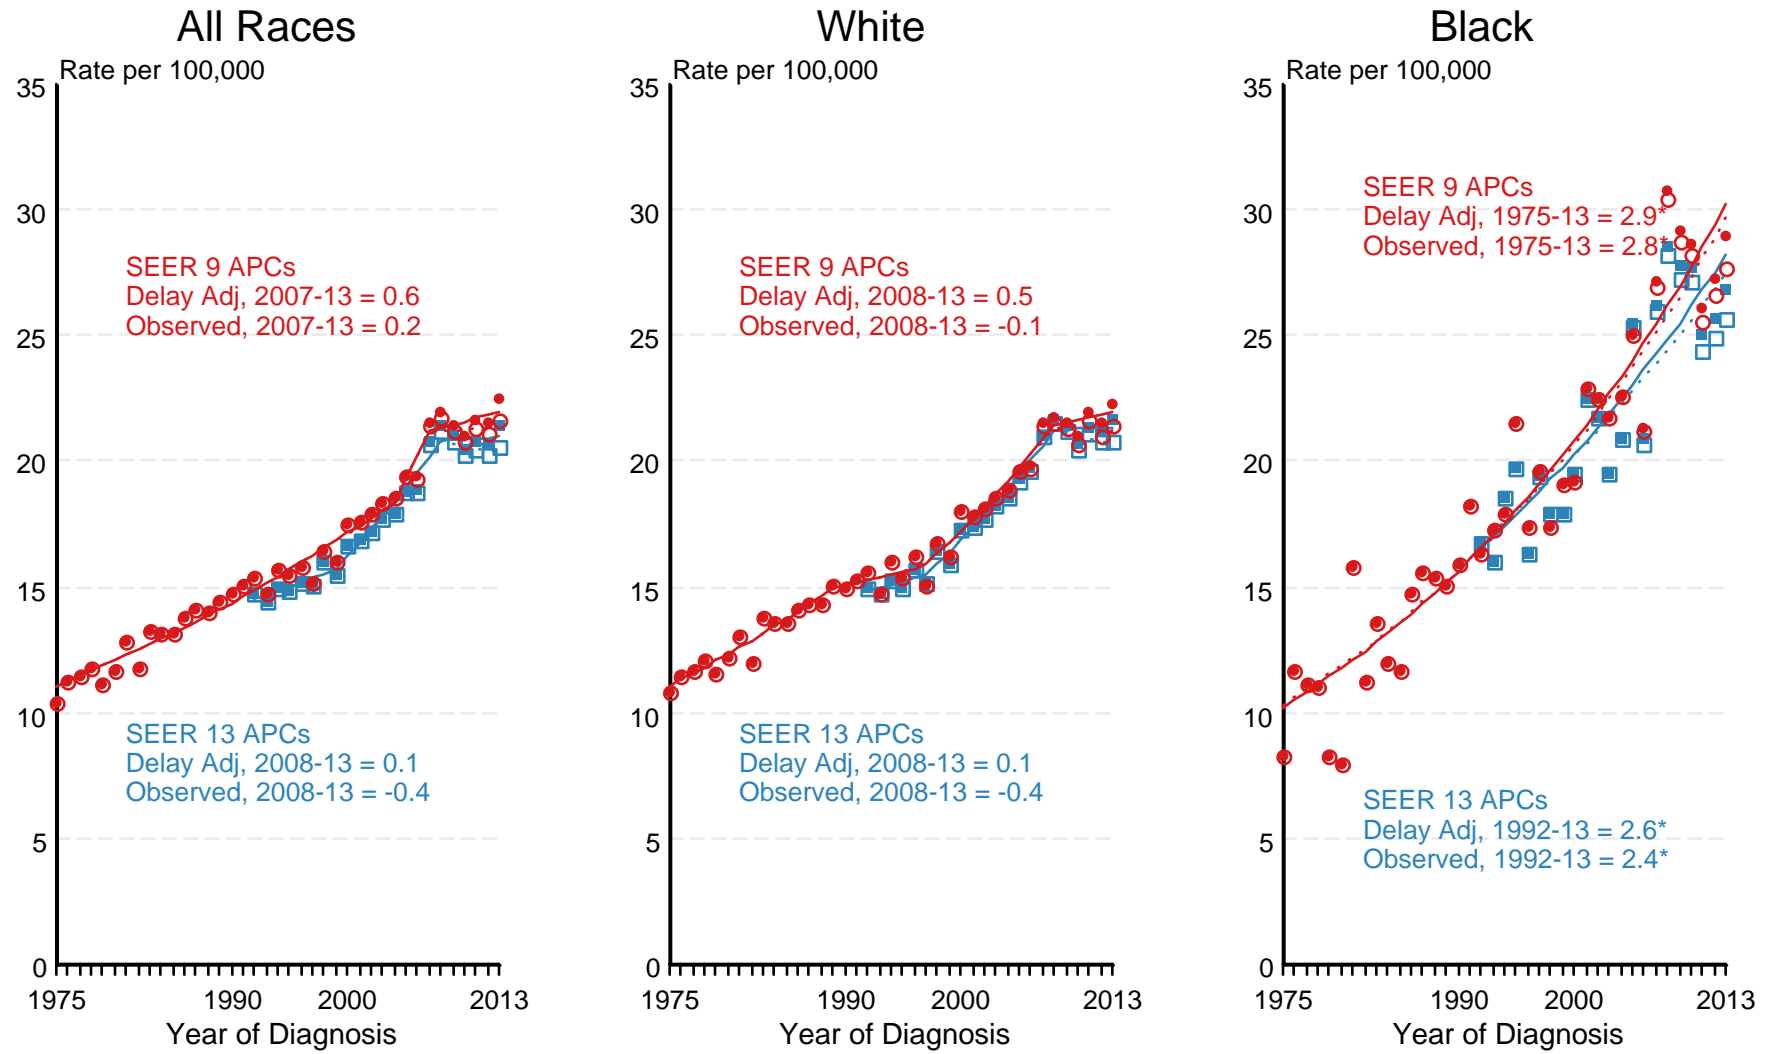 All Races
Rate per 100,000
35
30
25
20
15
10
5
0
SEER 9 APCs
Delay Adj, 2007-13 = 0.6
Observed, 2007-13 = 0.2
SEER 13 APCs
Delay Adj, 2008-13 = 0.1
Observed, 2008-13 = -0.4
1975 1990 2000 2013
Year of Diagnosis
White
Rate per 100,000
35
30
25
20
15
10
5
0
SEER 9 APCs
Delay Adj, 2008-13 = 0.5
Observed, 2008-13 = -0.1
SEER 13 APCs
Delay Adj, 2008-13 = 0.1
Observed, 2008-13 = -0.4
1975 1990 2000 2013
Year of Diagnosis
Black
Rate per 100,000
35
30
25
20
15
10
5
0
SEER 9 APCs
Delay Adj, 1975-13 = 2.9*
Observed, 1975-13 = 2.8*
SEER 13 APCs
Delay Adj, 1992-13 = 2.6*
Observed, 1992-13 = 2.4*
1975 1990 2000 2013
Year of Diagnosis